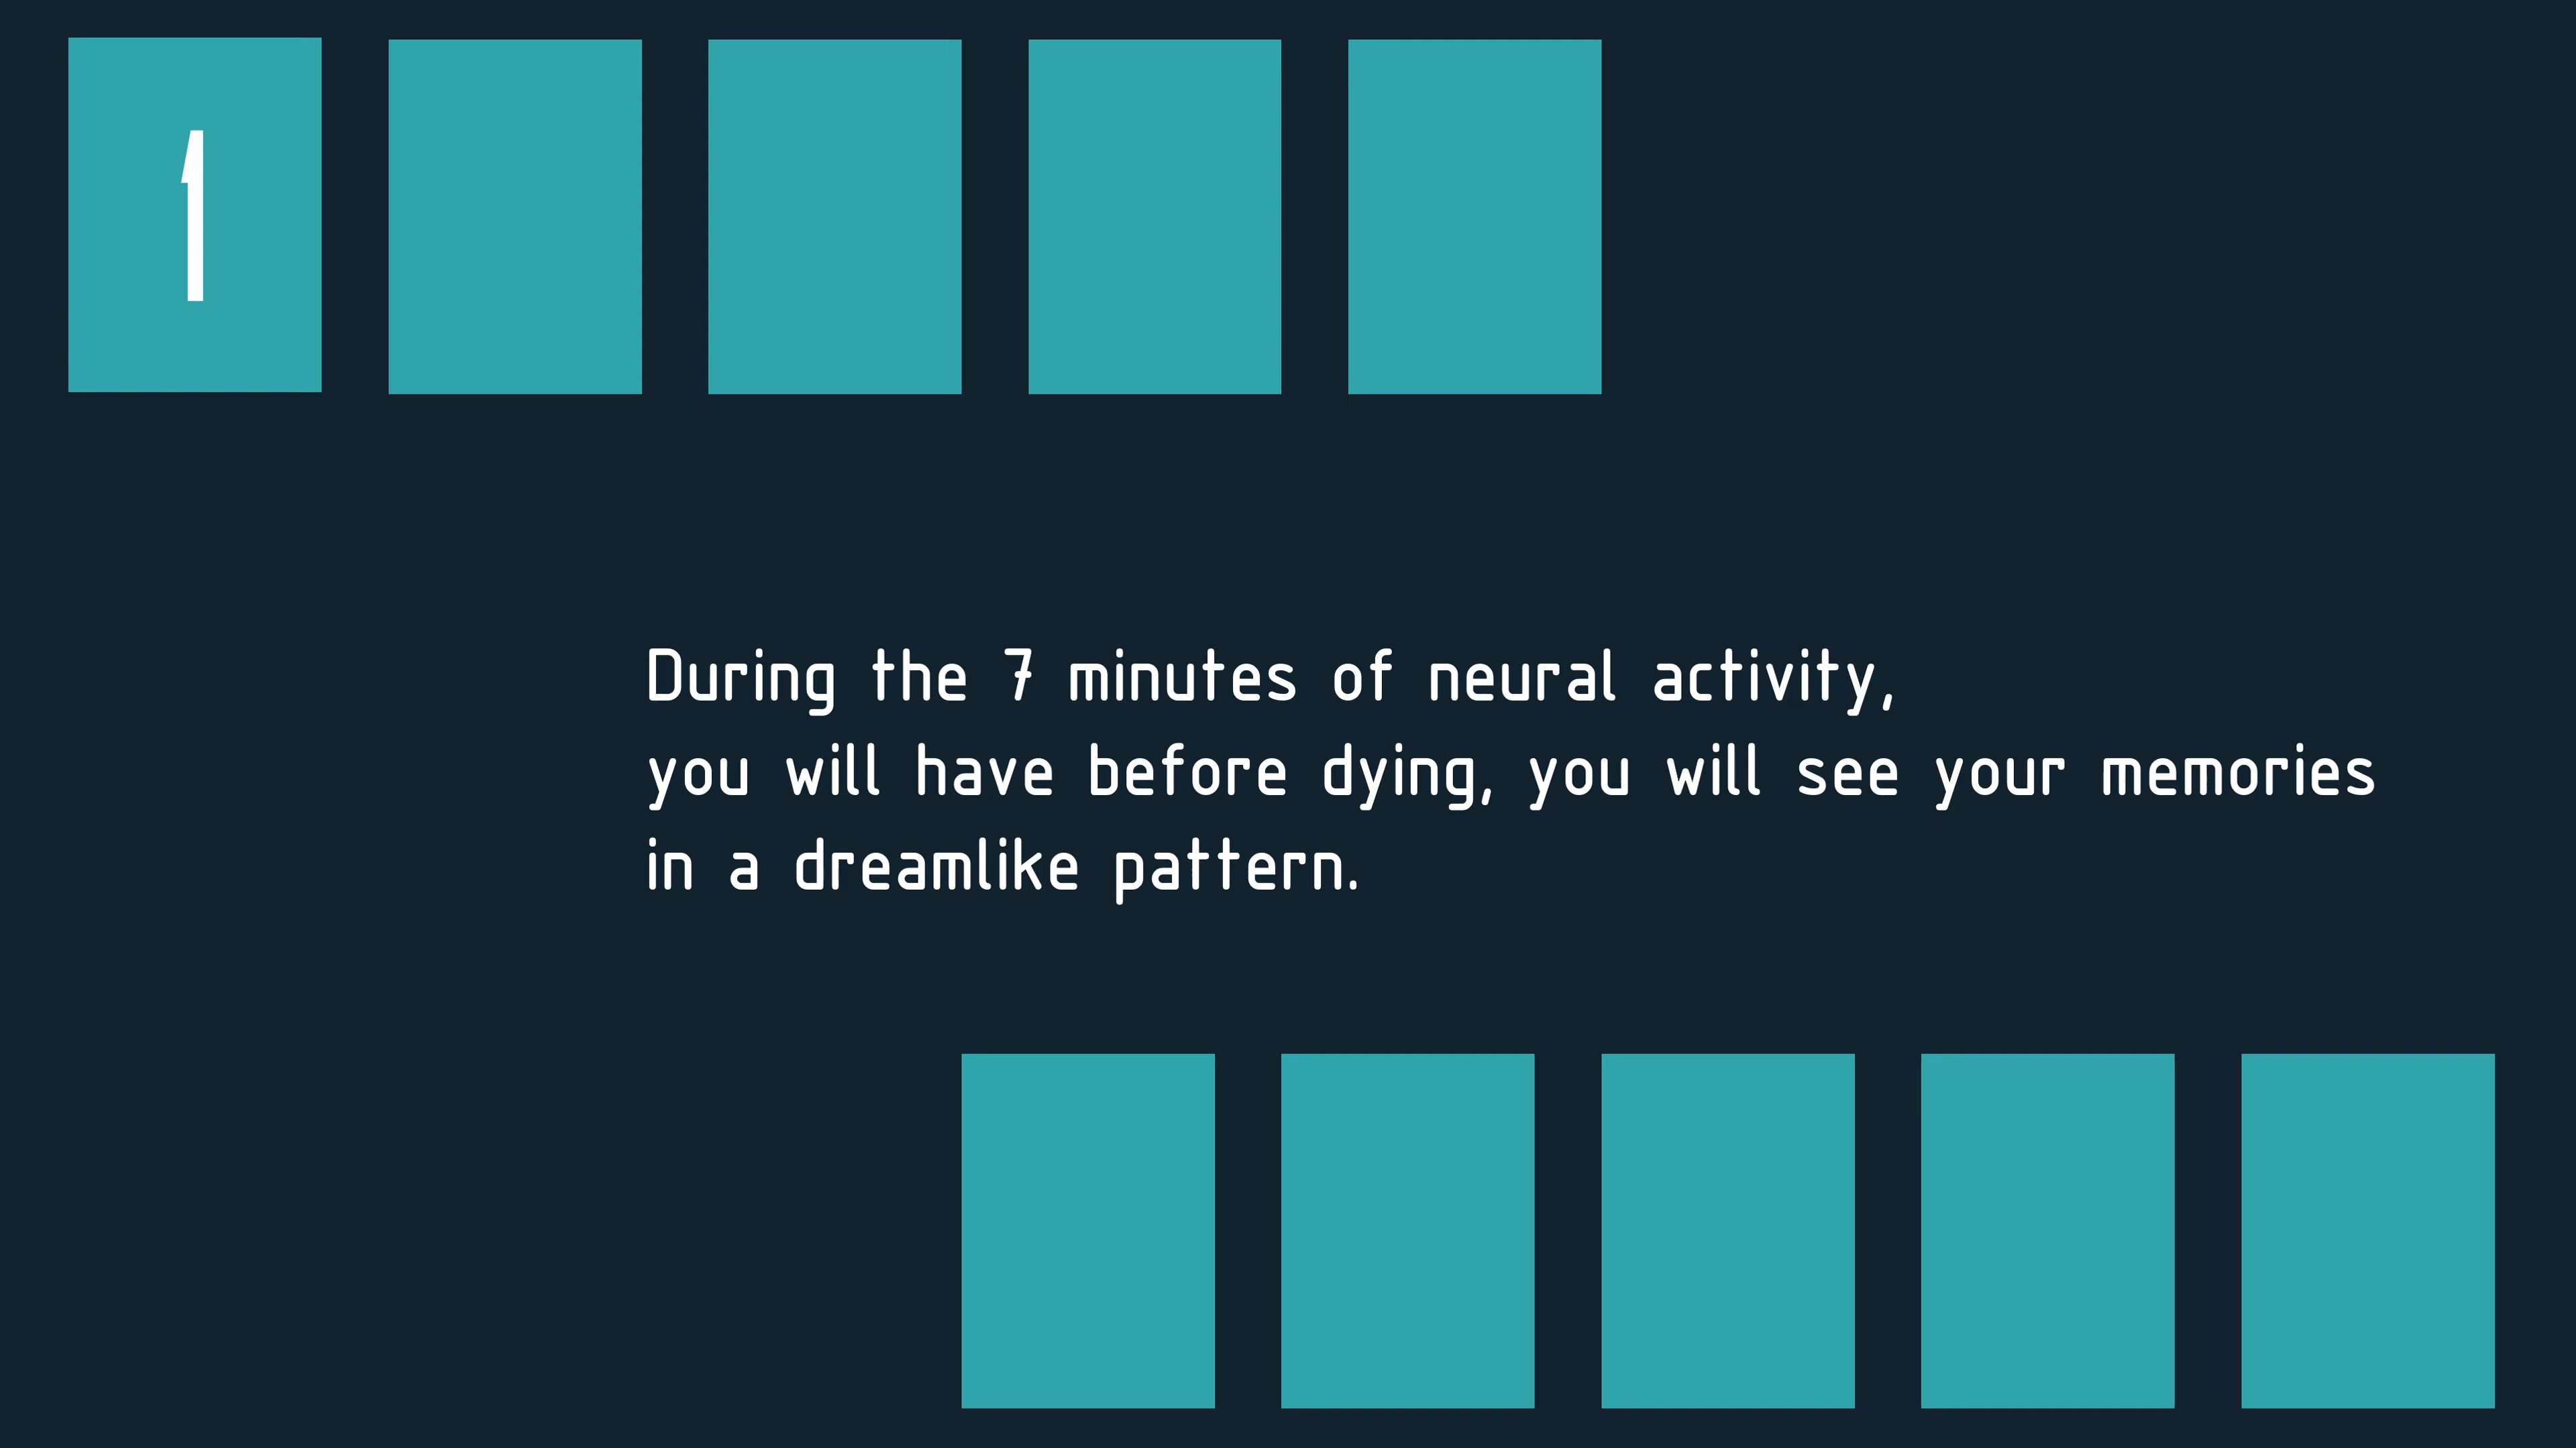 1
During the 7 minutes of neural activity,
you will have before dying, you will see your memories
in a dreamlike pattern.